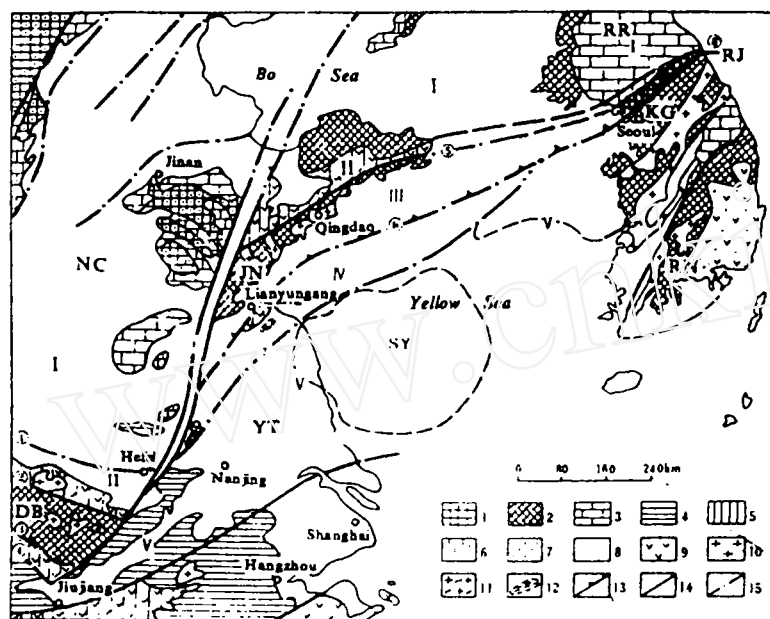 RR
RJ
Bo Sea
I
KG
Seoul
Jinan
II
III
Qingdao
V
NC
JN
IV
Lianyungang
Yellow Sea
SY
I
V
YT
Hefei
II
Nanjing
DB
V
Shanghai
Hangzhou
Jiujiang
0 80 160 240km
1 2 3 4 5
6 7 8 9 10
11 12 13 14 15
www.cnki